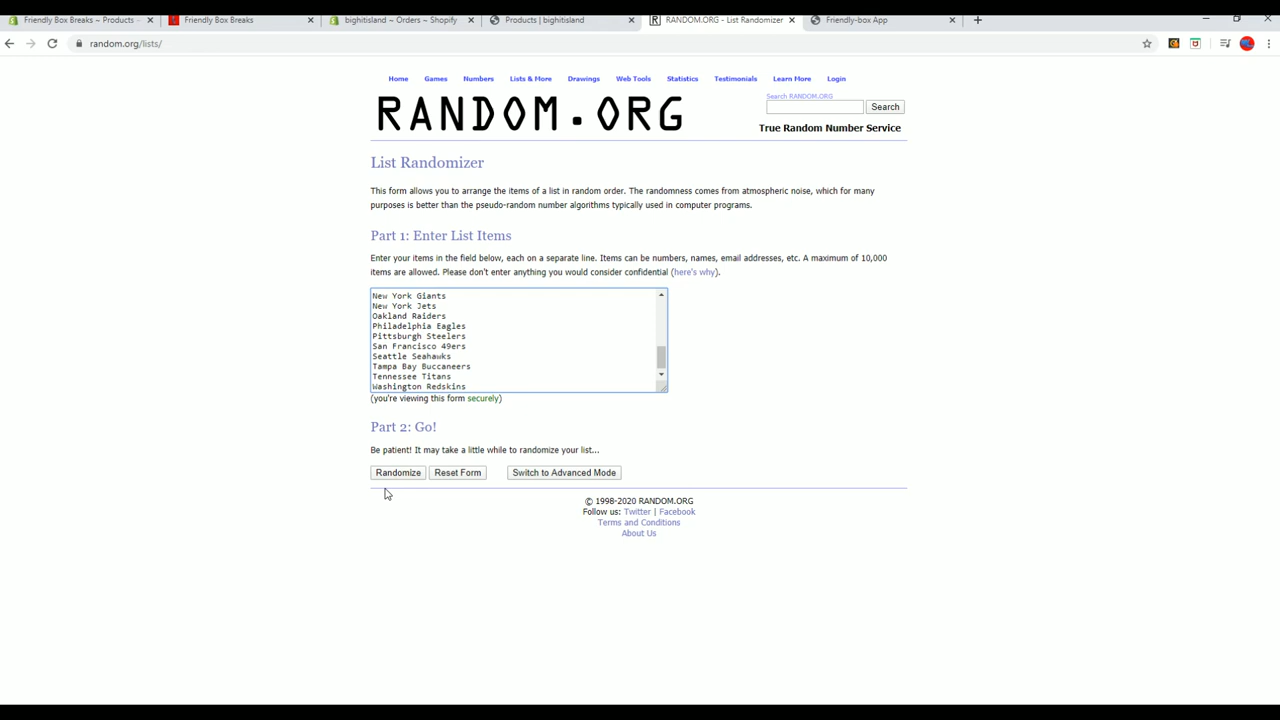 Friendly Box Breaks ~ Products
Friendly Box Breaks
bighitisland ~ Orders ~ Shopify
Products | bighitisland
RANDOM.ORG - List Randomizer
Friendly-box App
random.org/lists/
Home Games Numbers Lists & More Drawings Web Tools Statistics Testimonials Learn More Login
RANDOM.ORG
Search RANDOM.ORG
Search
True Random Number Service
List Randomizer
This form allows you to arrange the items of a list in random order. The randomness comes from atmospheric noise, which for many
purposes is better than the pseudo-random number algorithms typically used in computer programs.
Part 1: Enter List Items
Enter your items in the field below, each on a separate line. Items can be numbers, names, email addresses, etc. A maximum of 10,000
items are allowed. Please don't enter anything you would consider confidential (here's why).
New York Giants
New York Jets
Oakland Raiders
Philadelphia Eagles
Pittsburgh Steelers
San Francisco 49ers
Seattle Seahawks
Tampa Bay Buccaneers
Tennessee Titans
Washington Redskins
(you're viewing this form securely)
Part 2: Go!
Be patient! It may take a little while to randomize your list...
Randomize Reset Form Switch to Advanced Mode
© 1998-2020 RANDOM.ORG
Follow us: Twitter | Facebook
Terms and Conditions
About Us